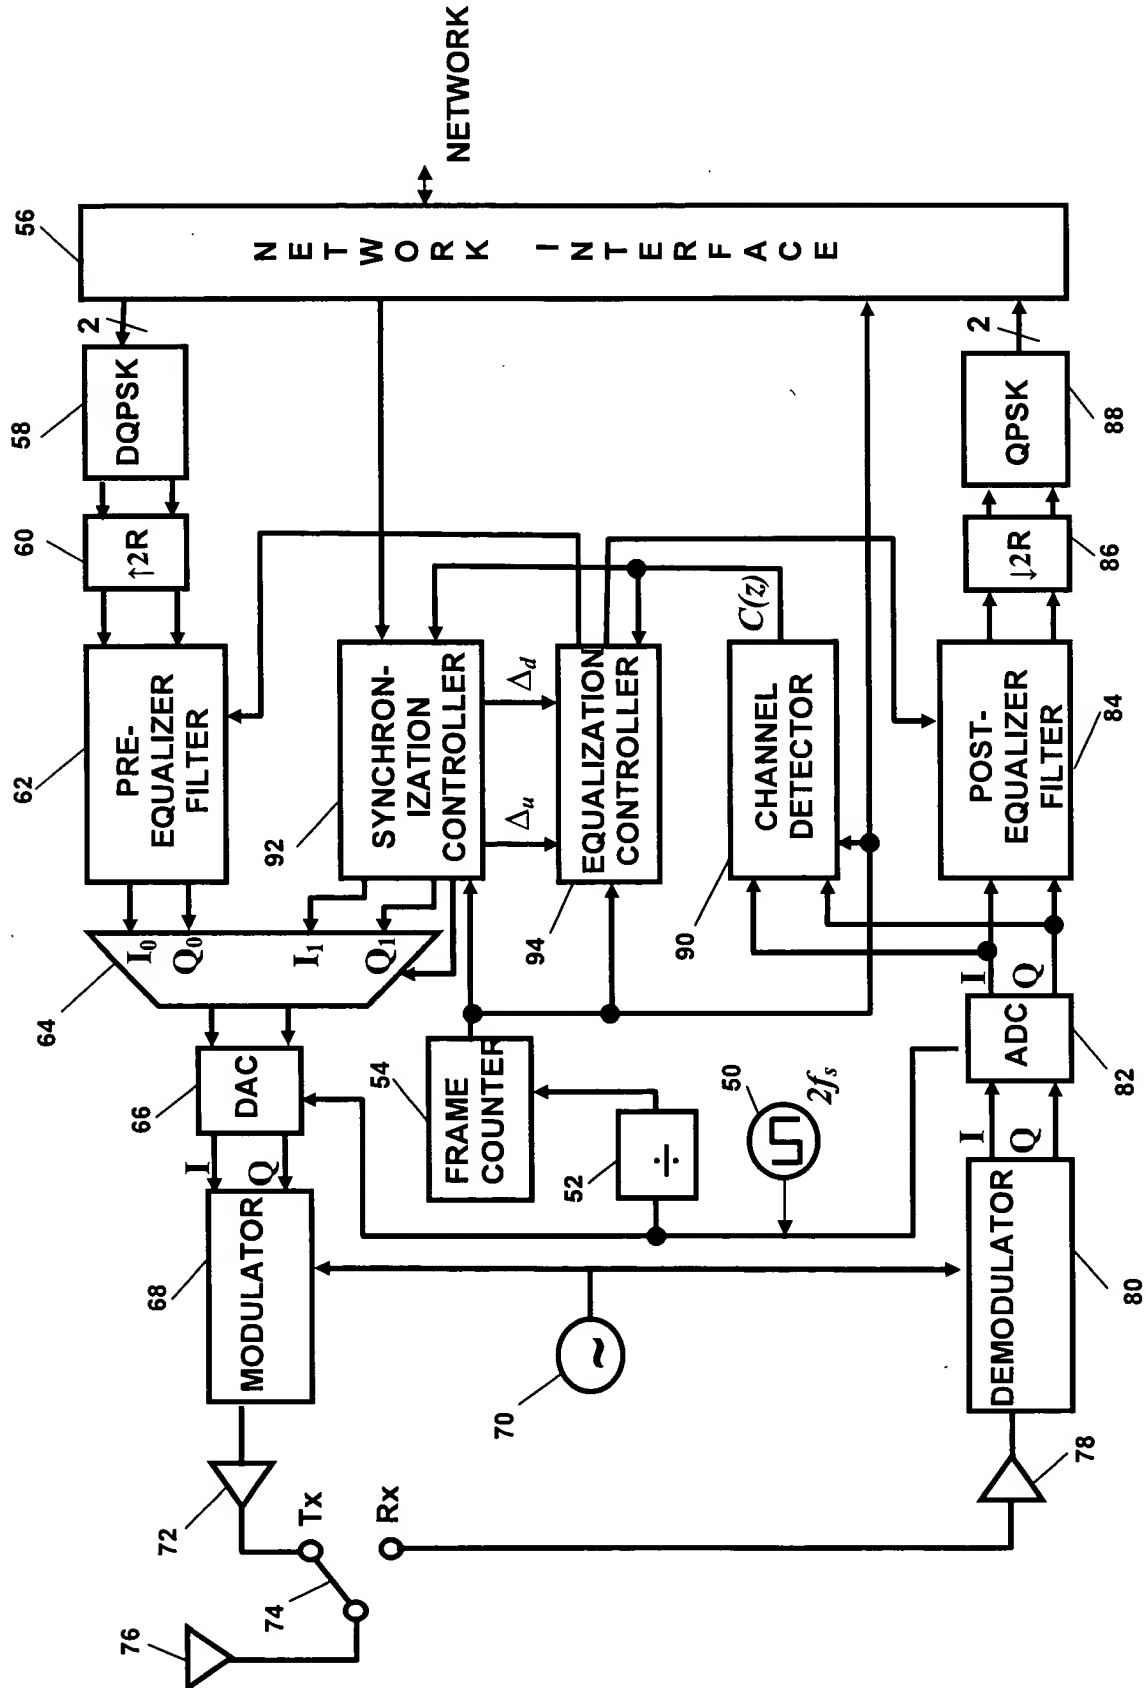 76
72
74
Tx
Rx
68
MODULATOR
I
Q
66
DAC
64
I0
Q0
I1
Q1
62
PRE-
EQUALIZER
FILTER
60
↑2R
58
DQPSK
2
56
NETWORK INTERFACE
NETWORK
92
SYNCHRON-
IZATION
CONTROLLER
Δu
Δd
54
FRAME
COUNTER
94
EQUALIZATION
CONTROLLER
52
÷
70
~
50
2fs
90
CHANNEL
DETECTOR
C(z)
78
80
DEMODULATOR
I
Q
82
ADC
I
Q
84
POST-
EQUALIZER
FILTER
86
↓2R
88
QPSK
2